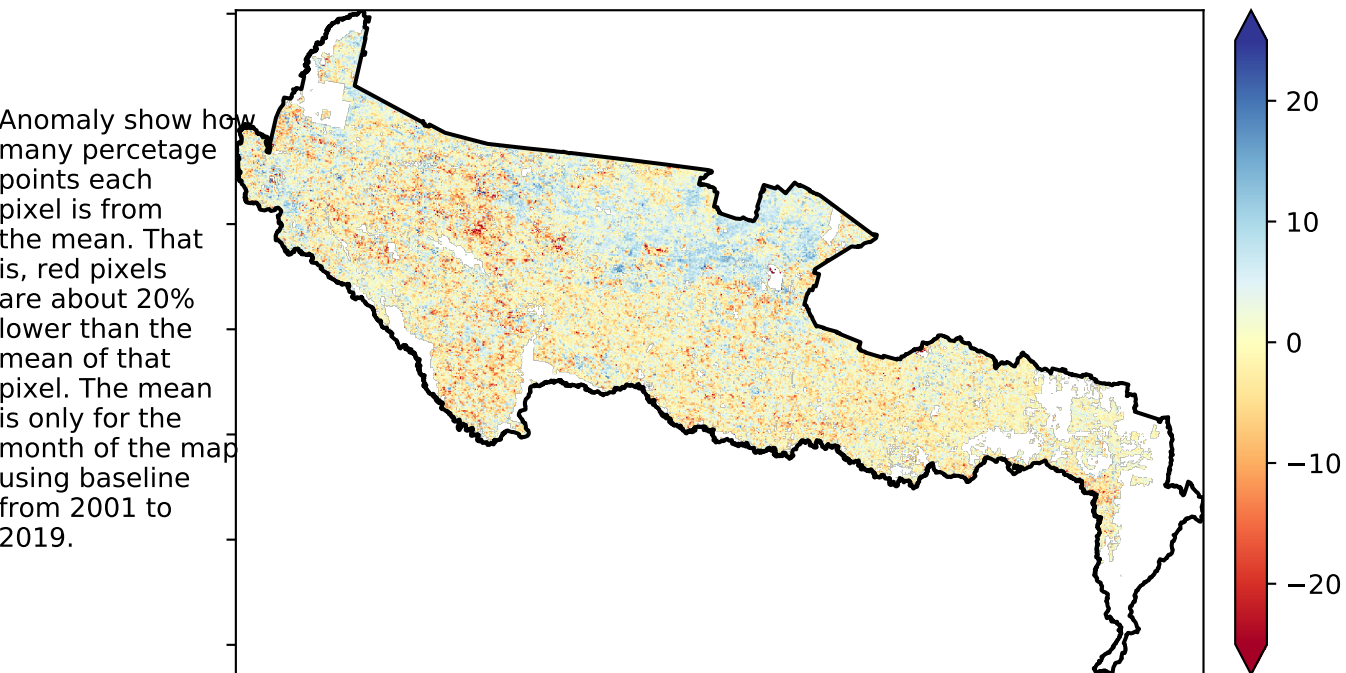 Anomaly show how
many percetage
points each
pixel is from
the mean. That
is, red pixels
are about 20%
lower than the
mean of that
pixel. The mean
is only for the
month of the map
using baseline
from 2001 to
2019.
20
10
0
−10
−20